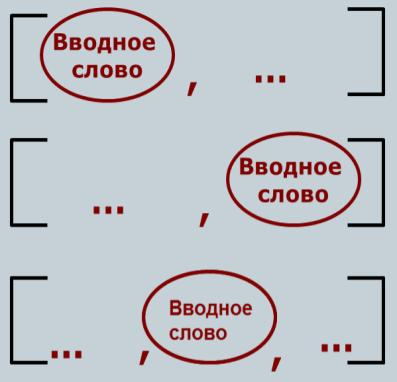 [ Вводное
слово , ... ]
[ ... , Вводное
слово ]
[ ... , Вводное
слово , ... ]